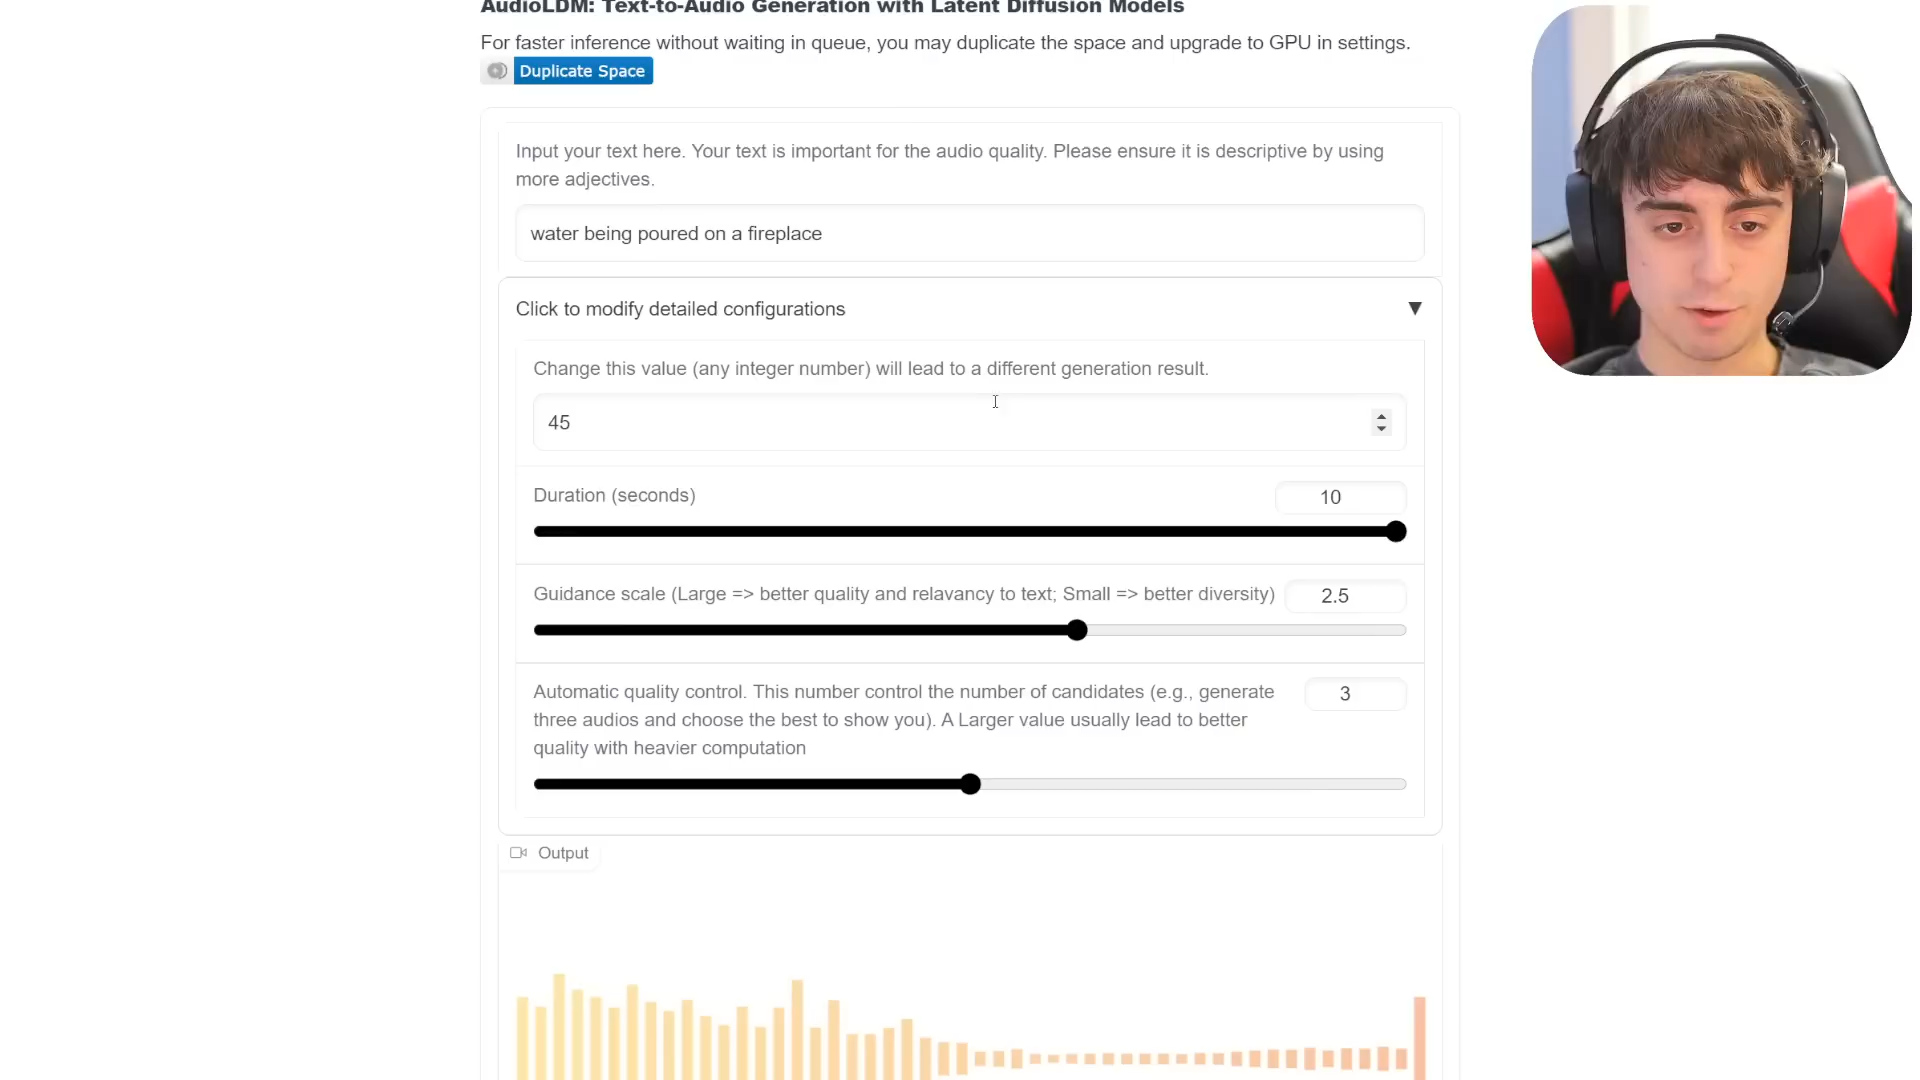 AudioLDM: Text-to-Audio Generation with Latent Diffusion Models
For faster inference without waiting in queue, you may duplicate the space and upgrade to GPU in settings.
Duplicate Space
Input your text here. Your text is important for the audio quality. Please ensure it is descriptive by using
more adjectives.
water being poured on a fireplace
Click to modify detailed configurations
Change this value (any integer number) will lead to a different generation result.
45
Duration (seconds)
10
Guidance scale (Large => better quality and relavancy to text; Small => better diversity)
2.5
Automatic quality control. This number control the number of candidates (e.g., generate
three audios and choose the best to show you). A Larger value usually lead to better
quality with heavier computation
3
Output